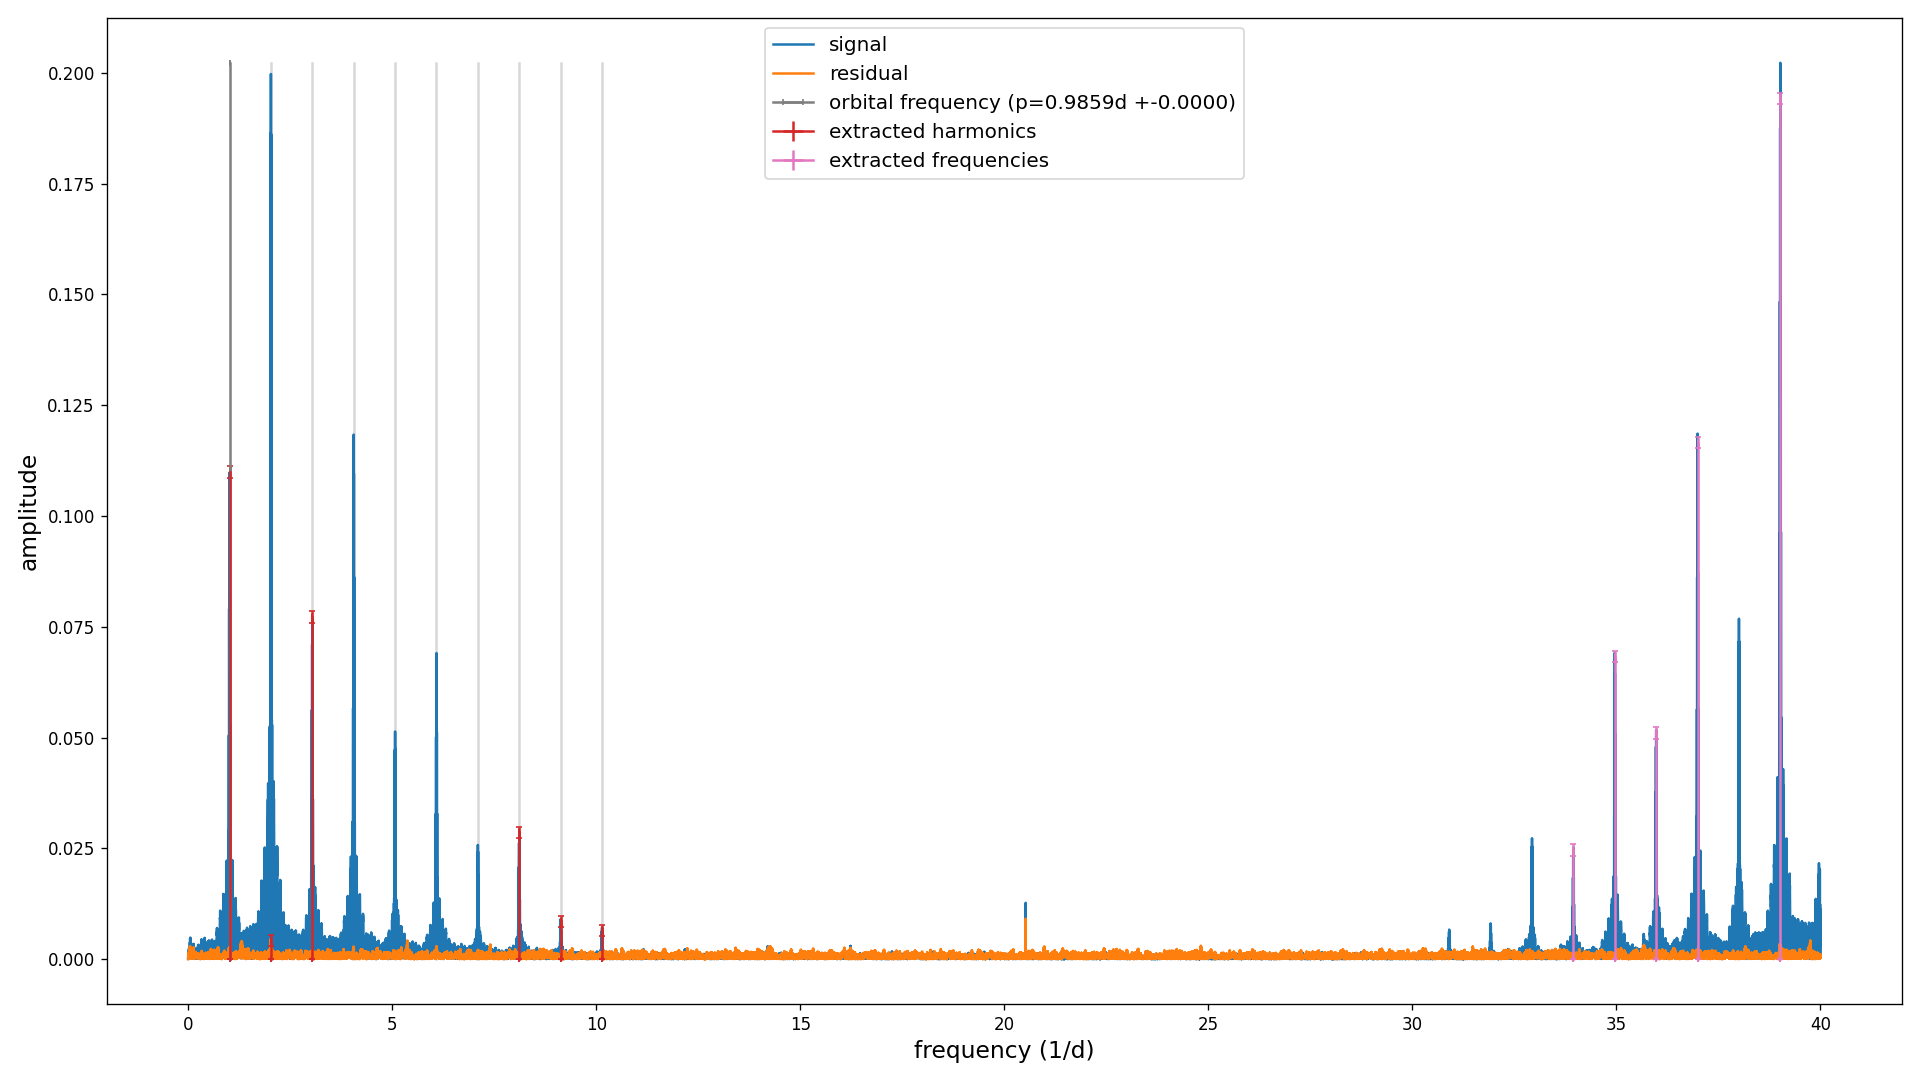 signal
residual
orbital frequency (p=0.9859d +-0.0000)
extracted harmonics
extracted frequencies
0.200
0.175
0.150
0.125
0.100
0.075
0.050
0.025
0.000
amplitude
0 5 10 15 20 25 30 35 40
frequency (1/d)